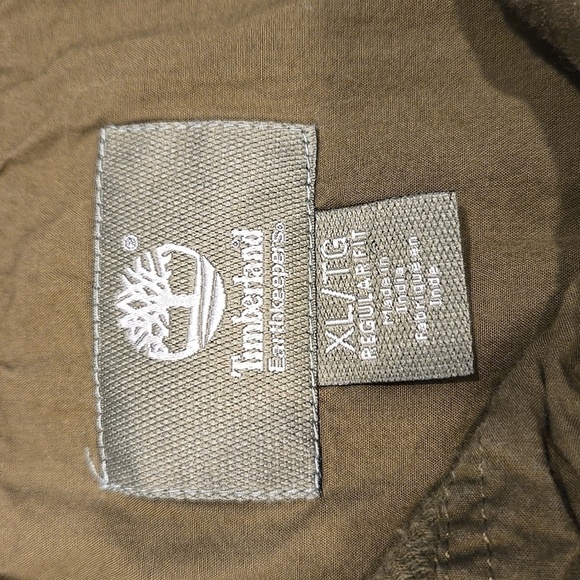 ®
Timberland
Earthkeepers®
XL/TG
REGULAR FIT
Made in
India
Fabriqué en
Inde